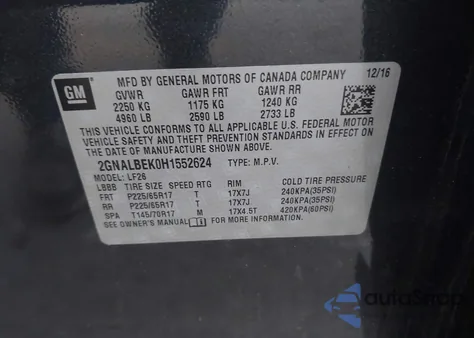 GM
MFD BY GENERAL MOTORS OF CANADA COMPANY 12/16
GVWR GAWR FRT GAWR RR
2250 KG 1175 KG 1240 KG
4960 LB 2590 LB 2733 LB
THIS VEHICLE CONFORMS TO ALL APPLICABLE U.S. FEDERAL MOTOR
VEHICLE SAFETY AND THEFT PREVENTION STANDARDS IN EFFECT ON
THE DATE OF MANUFACTURE SHOWN ABOVE.
2GNALBEK0H1552624 TYPE: M.P.V.
MODEL: LF26
LBBB TIRE SIZE SPEED RTG RIM COLD TIRE PRESSURE
FRT P225/65R17 T 17X7J 240KPA(35PSI)
RR P225/65R17 T 17X7J 240KPA(35PSI)
SPA T145/70R17 M 17X4.5T 420KPA(60PSI)
SEE OWNER'S MANUAL FOR MORE INFORMATION.
autoStrop